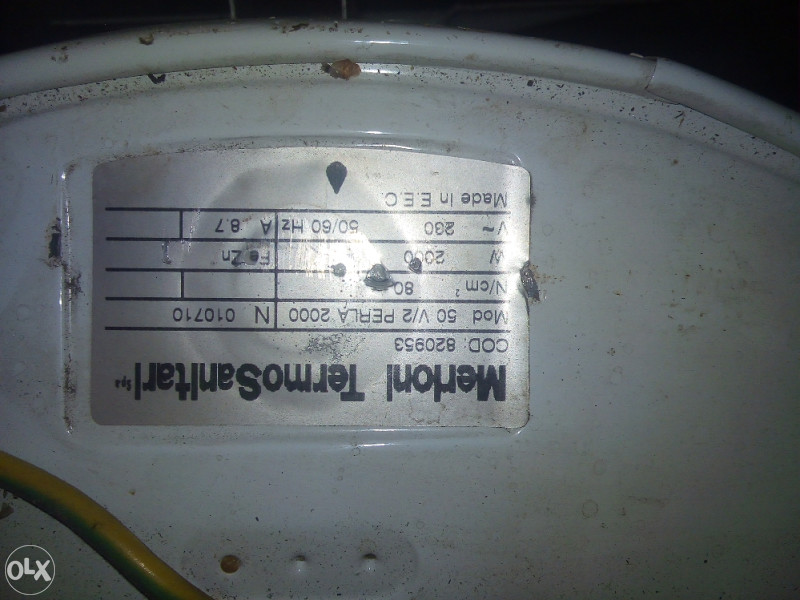 Merloni TermoSanitari SpA
COD: 820953
Mod 50 V/2 PERLA 2000 N 010710
N/cm² 80
W 2000 Fe Zn
V ~ 230 50/60 Hz A 8.7
Made in E.E.C.
OLX